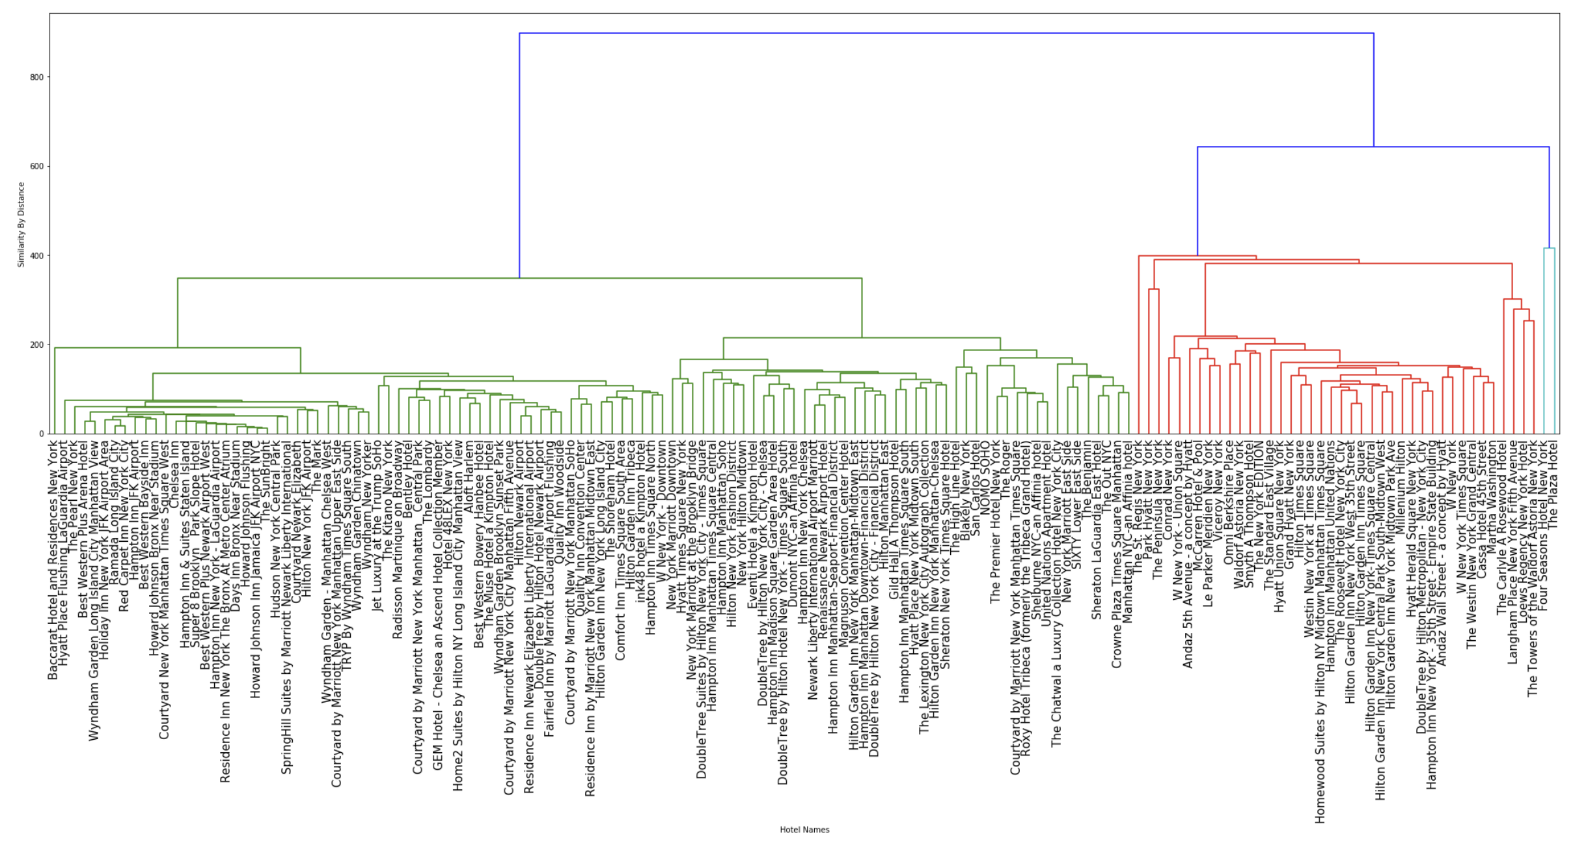 800
600
400
200
0
Similarity By Distance
Baccarat Hotel and Residences New York
Hyatt Place Flushing LaGuardia Airport
The Pearl New York
Best Western Plus Arena Hotel
Wyndham Garden Long Island City Manhattan View
Holiday Inn New York JFK Airport Area
Ramada Long Island City
Red Carpet Inn New York City
Hampton Inn JFK Airport
Best Western Bayside Inn
Howard Johnson Bronx Near Stadium
Courtyard New York Manhattan Times Square West
Chelsea Inn
Hampton Inn & Suites Staten Island
Super 8 Brooklyn Park Slope Hotel
Best Western Plus Newark Airport West
Hampton Inn New York - LaGuardia Airport
Residence Inn New York The Bronx At Metro Center Atrium
Days Inn Bronx Near Stadium
Howard Johnson Flushing
Howard Johnson Inn Jamaica JFK Airport NYC
The SuBright
Hudson New York Central Park
SpringHill Suites by Marriott Newark Liberty International
Courtyard Newark Elizabeth
Hilton New York JFK Airport
The Mark
Wyndham Garden - Manhattan Chelsea West
Courtyard by Marriott New York Manhattan Upper East Side
TRYP By Wyndham Times Square South
Wyndham Garden Chinatown
Wyndham New Yorker
Jet Luxury at the Trump SoHo
The Kitano New York
Radisson Martinique on Broadway
Bentley Hotel
Courtyard by Marriott New York Manhattan Central Park
The Lombardy
GEM Hotel - Chelsea an Ascend Hotel Collection Member
Hotel 48LEX New York
Home2 Suites by Hilton NY Long Island City Manhattan View
Aloft Harlem
Best Western Bowery Hanbee Hotel
The Muse Hotel a Kimpton Hotel
Wyndham Garden Brooklyn Sunset Park
Courtyard by Marriott New York City Manhattan Fifth Avenue
Hilton Newark Airport
Residence Inn Newark Elizabeth Liberty International Airport
DoubleTree by Hilton Hotel Newark Airport
Fairfield Inn by Marriott LaGuardia Airport Flushing
Quality Inn Woodside
Courtyard by Marriott New York Manhattan SoHo
Quality Inn Convention Center
Residence Inn by Marriott New York Manhattan Midtown East
Hilton Garden Inn New York Long Island City
The Shoreham Hotel
Comfort Inn Times Square South Area
Hilton Garden Inn Tribeca
ink48 Hotel a Kimpton Hotel
Hampton Inn Times Square North
W New York - Downtown
New York Marriott Downtown
Hyatt Times Square New York
New York Marriott at the Brooklyn Bridge
DoubleTree Suites by Hilton New York City - Times Square
Hampton Inn Manhattan Times Square Central
Hampton Inn Manhattan Soho
Hilton New York Fashion District
New York Hilton Midtown
Eventi Hotel a Kimpton Hotel
DoubleTree by Hilton New York City - Chelsea
Hampton Inn Madison Square Garden Area Hotel
DoubleTree by Hilton Hotel New York - Times Square South
Dumont NYC-an Affinia hotel
Hampton Inn New York Chelsea
Newark Liberty International Airport Marriott
Renaissance Newark Airport Hotel
Hampton Inn Manhattan-Seaport-Financial District
Magnuson Convention Center Hotel
Hilton Garden Inn New York Manhattan-Midtown East
Hampton Inn Manhattan Downtown-Financial District
DoubleTree by Hilton New York City - Financial District
Hilton Manhattan East
Gild Hall A Thompson Hotel
Hampton Inn Manhattan Times Square South
Hyatt Place New York Midtown South
The Lexington New York City Autograph Collection
Hilton Garden Inn New York Manhattan-Chelsea
Sheraton New York Times Square Hotel
The High Line Hotel
Blakely New York
San Carlos Hotel
NOMO SOHO
The Premier Hotel New York
The Roger
Courtyard by Marriott New York Manhattan Times Square
Roxy Hotel Tribeca (formerly the Tribeca Grand Hotel)
Shelburne NYC-an Affinia Hotel
United Nations Apartment Hotel
The Chatwal a Luxury Collection Hotel New York City
New York Marriott East Side
SIXTY Lower East Side
The Benjamin
Sheraton LaGuardia East Hotel
Mount NYC
Crowne Plaza Times Square Manhattan
Manhattan NYC-an Affinia hotel
The St. Regis New York
Park Hyatt New York
The Peninsula New York
Conrad New York
W New York Union Square
Andaz 5th Avenue - a concept by Hyatt
McCarren Hotel & Pool
Le Parker Meridien New York
Viceroy New York
Omni Berkshire Place
Waldorf Astoria New York
Smyth A Thompson Hotel
The New York EDITION
The Standard East Village
Hyatt Union Square New York
Grand Hyatt New York
Hilton Times Square
Westin New York at Times Square
Homewood Suites by Hilton NY Midtown Manhattan Times Square
Hampton Inn Manhattan United Nations
The Roosevelt Hotel New York City
Hilton Garden Inn New York West 35th Street
Hilton Garden Inn Times Square
Hilton Garden Inn New York Times Square Central
Hilton Garden Inn New York Central Park South-Midtown West
Hilton Garden Inn New York Midtown Park Ave
Millenium Hilton
Hyatt Herald Square New York
DoubleTree by Hilton Metropolitan - New York City
Hampton Inn New York - 35th Street - Empire State Building
Andaz Wall Street - a concept by Hyatt
W New York
W New York Times Square
The Westin New York Grand Central
Cassa Hotel 45th Street
Martha Washington
The Carlyle A Rosewood Hotel
Langham Place New York Fifth Avenue
Loews Regency New York Hotel
The Towers of the Waldorf Astoria New York
Four Seasons Hotel New York
The Plaza Hotel
Hotel Names